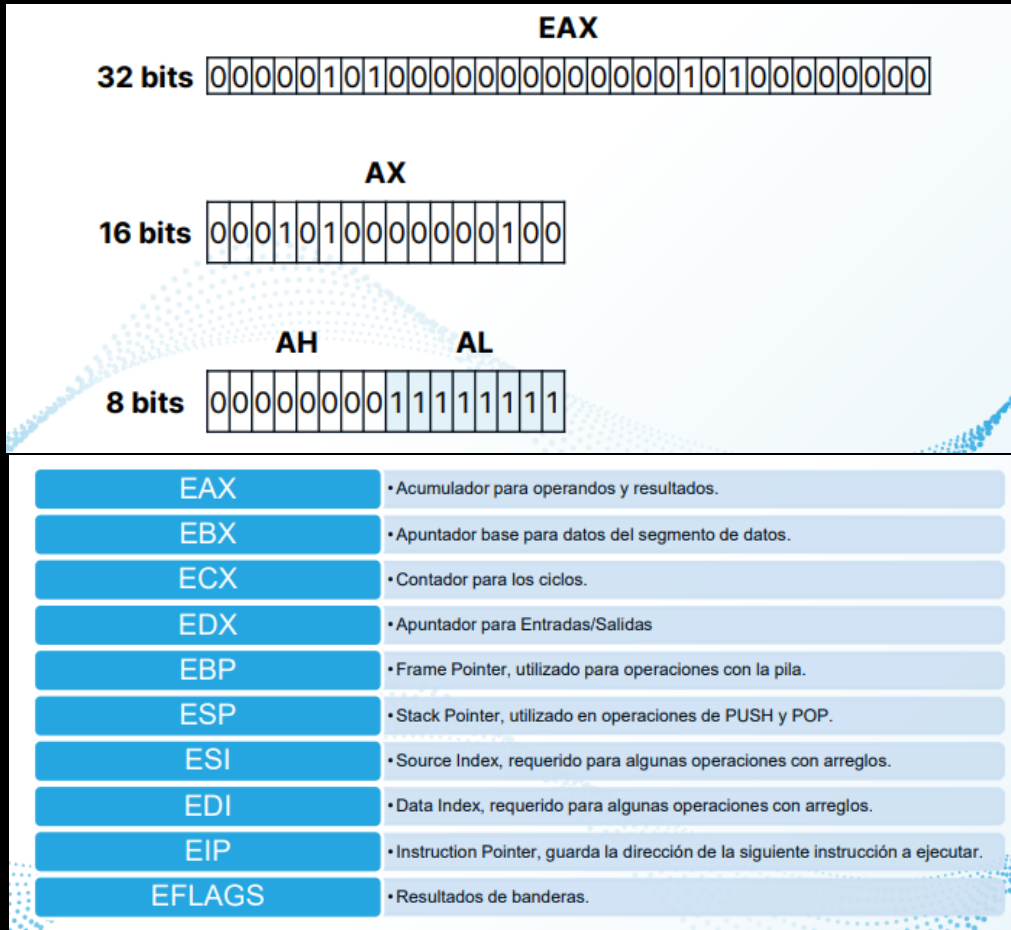 EAX
32 bits 00000101000000000000010100000000
AX
16 bits 0001010000000100
AH AL
8 bits 0000000011111111
EAX •Acumulador para operandos y resultados.
EBX •Apuntador base para datos del segmento de datos.
ECX •Contador para los ciclos.
EDX •Apuntador para Entradas/Salidas
EBP •Frame Pointer, utilizado para operaciones con la pila.
ESP •Stack Pointer, utilizado en operaciones de PUSH y POP.
ESI •Source Index, requerido para algunas operaciones con arreglos.
EDI •Data Index, requerido para algunas operaciones con arreglos.
EIP •Instruction Pointer, guarda la dirección de la siguiente instrucción a ejecutar.
EFLAGS •Resultados de banderas.